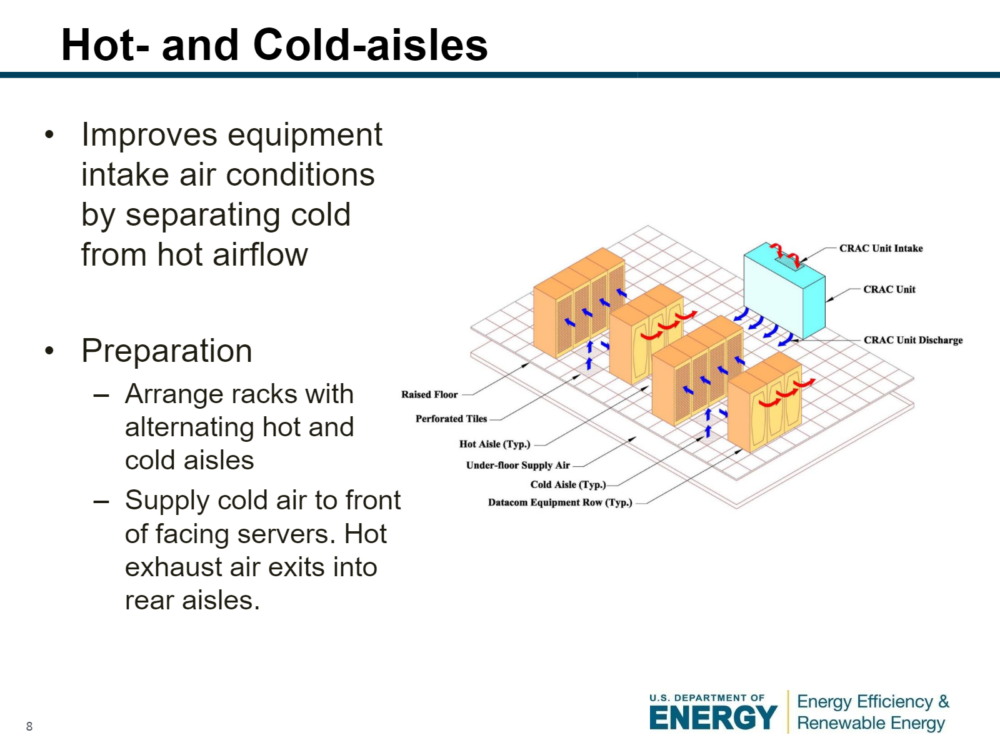 Hot- and Cold-aisles
• Improves equipment
intake air conditions
by separating cold
from hot airflow
• Preparation
– Arrange racks with
alternating hot and
cold aisles
– Supply cold air to front
of facing servers. Hot
exhaust air exits into
rear aisles.
CRAC Unit Intake
CRAC Unit
CRAC Unit Discharge
Raised Floor
Perforated Tiles
Hot Aisle (Typ.)
Under-floor Supply Air
Cold Aisle (Typ.)
Datacom Equipment Row (Typ.)
8
U.S. DEPARTMENT OF
ENERGY
Energy Efficiency &
Renewable Energy